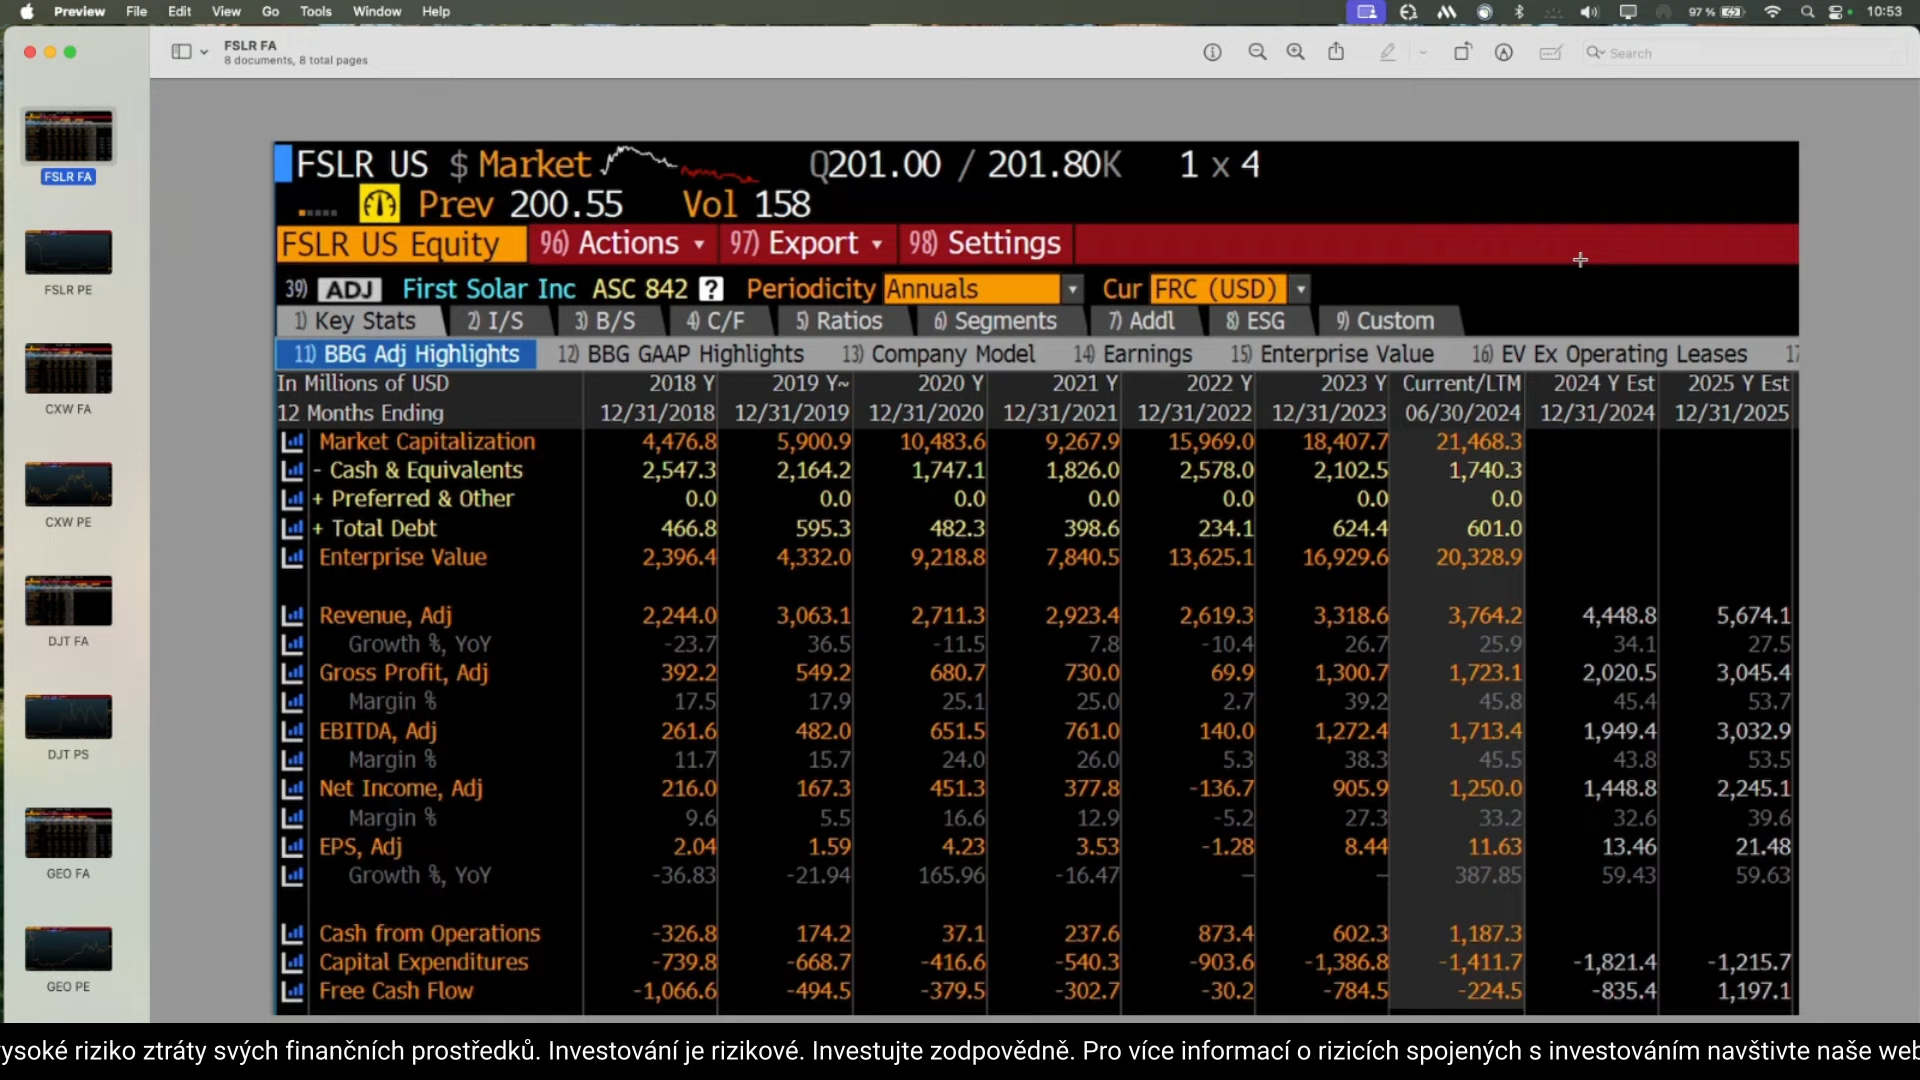 Preview File Edit View Go Tools Window Help 97 % 10:53
FSLR FA
8 documents, 8 total pages
Search
FSLR FA
FSLR PE
CXW FA
CXW PE
DJT FA
DJT PS
GEO FA
GEO PE
FSLR US $ Market Q201.00 / 201.80K 1 x 4
Prev 200.55 Vol 158
FSLR US Equity 96) Actions 97) Export 98) Settings
39) ADJ First Solar Inc ASC 842 ? Periodicity Annuals Cur FRC (USD)
1) Key Stats 2) I/S 3) B/S 4) C/F 5) Ratios 6) Segments 7) Addl 8) ESG 9) Custom
11) BBG Adj Highlights 12) BBG GAAP Highlights 13) Company Model 14) Earnings 15) Enterprise Value 16) EV Ex Operating Leases 17
In Millions of USD 2018 Y 2019 Y~ 2020 Y 2021 Y 2022 Y 2023 Y Current/LTM 2024 Y Est 2025 Y Est
12 Months Ending 12/31/2018 12/31/2019 12/31/2020 12/31/2021 12/31/2022 12/31/2023 06/30/2024 12/31/2024 12/31/2025
Market Capitalization 4,476.8 5,900.9 10,483.6 9,267.9 15,969.0 18,407.7 21,468.3
- Cash & Equivalents 2,547.3 2,164.2 1,747.1 1,826.0 2,578.0 2,102.5 1,740.3
+ Preferred & Other 0.0 0.0 0.0 0.0 0.0 0.0 0.0
+ Total Debt 466.8 595.3 482.3 398.6 234.1 624.4 601.0
Enterprise Value 2,396.4 4,332.0 9,218.8 7,840.5 13,625.1 16,929.6 20,328.9
Revenue, Adj 2,244.0 3,063.1 2,711.3 2,923.4 2,619.3 3,318.6 3,764.2 4,448.8 5,674.1
Growth %, YoY -23.7 36.5 -11.5 7.8 -10.4 26.7 25.9 34.1 27.5
Gross Profit, Adj 392.2 549.2 680.7 730.0 69.9 1,300.7 1,723.1 2,020.5 3,045.4
Margin % 17.5 17.9 25.1 25.0 2.7 39.2 45.8 45.4 53.7
EBITDA, Adj 261.6 482.0 651.5 761.0 140.0 1,272.4 1,713.4 1,949.4 3,032.9
Margin % 11.7 15.7 24.0 26.0 5.3 38.3 45.5 43.8 53.5
Net Income, Adj 216.0 167.3 451.3 377.8 -136.7 905.9 1,250.0 1,448.8 2,245.1
Margin % 9.6 5.5 16.6 12.9 -5.2 27.3 33.2 32.6 39.6
EPS, Adj 2.04 1.59 4.23 3.53 -1.28 8.44 11.63 13.46 21.48
Growth %, YoY -36.83 -21.94 165.96 -16.47 — — 387.85 59.43 59.63
Cash from Operations -326.8 174.2 37.1 237.6 873.4 602.3 1,187.3
Capital Expenditures -739.8 -668.7 -416.6 -540.3 -903.6 -1,386.8 -1,411.7 -1,821.4 -1,215.7
Free Cash Flow -1,066.6 -494.5 -379.5 -302.7 -30.2 -784.5 -224.5 -835.4 1,197.1
ysoké riziko ztráty svých finančních prostředků. Investování je rizikové. Investujte zodpovědně. Pro více informací o rizicích spojených s investováním navštivte naše web